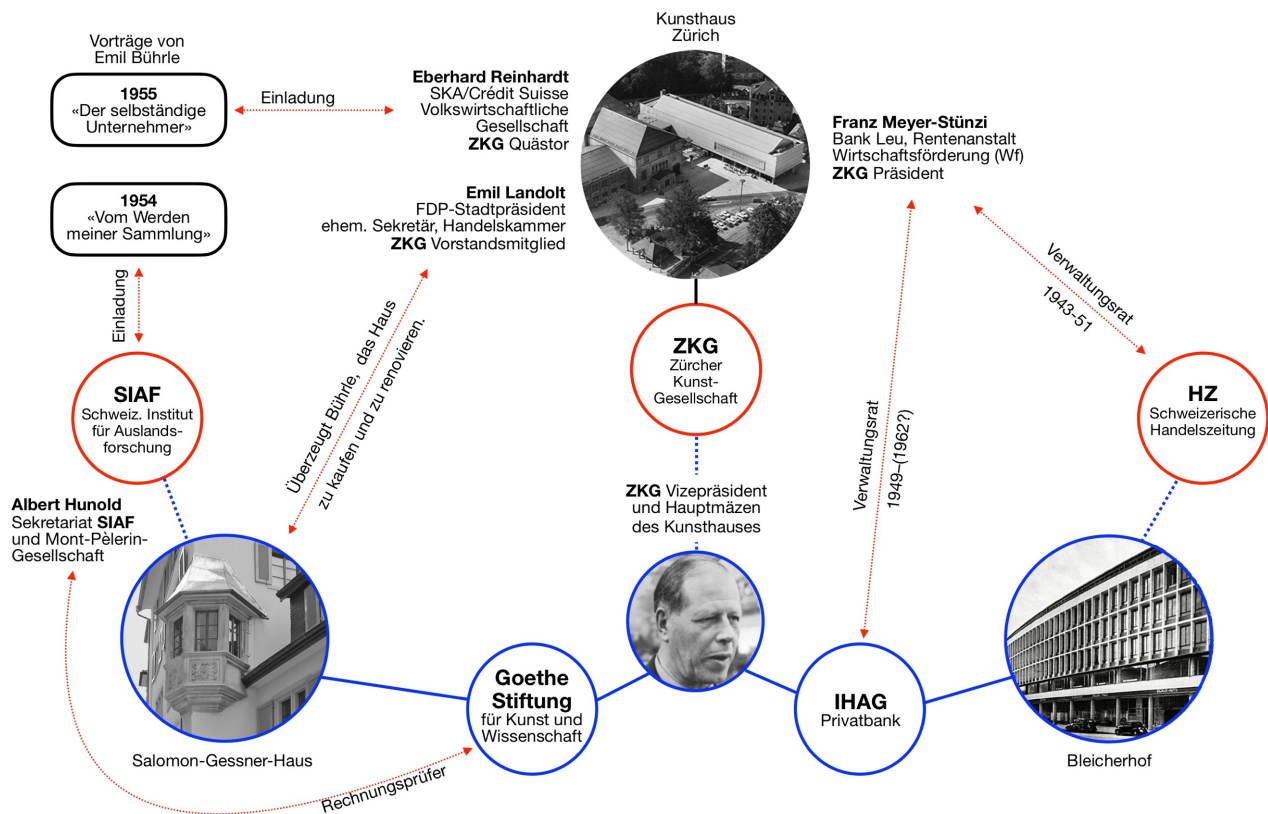 Kunsthaus
Zürich
Vorträge von
Emil Bührle
1955
«Der selbständige
Unternehmer»
Einladung
Eberhard Reinhardt
SKA/Crédit Suisse
Volkswirtschaftliche
Gesellschaft
ZKG Quästor
Franz Meyer-Stünzi
Bank Leu, Rentenanstalt
Wirtschaftsförderung (Wf)
ZKG Präsident
1954
«Vom Werden
meiner Sammlung»
Emil Landolt
FDP-Stadtpräsident
ehem. Sekretär, Handelskammer
ZKG Vorstandsmitglied
Einladung
Überzeugt Bührle, das Haus
zu kaufen und zu renovieren.
Verwaltungsrat
1943-51
ZKG
Zürcher
Kunst-
Gesellschaft
SIAF
Schweiz. Institut
für Auslands-
forschung
HZ
Schweizerische
Handelszeitung
Verwaltungsrat
1949–(1962?)
ZKG Vizepräsident
und Hauptmäzen
des Kunsthauses
Albert Hunold
Sekretariat SIAF
und Mont-Pèlerin-
Gesellschaft
Goethe
Stiftung
für Kunst und
Wissenschaft
IHAG
Privatbank
Salomon-Gessner-Haus
Bleicherhof
Rechnungsprüfer